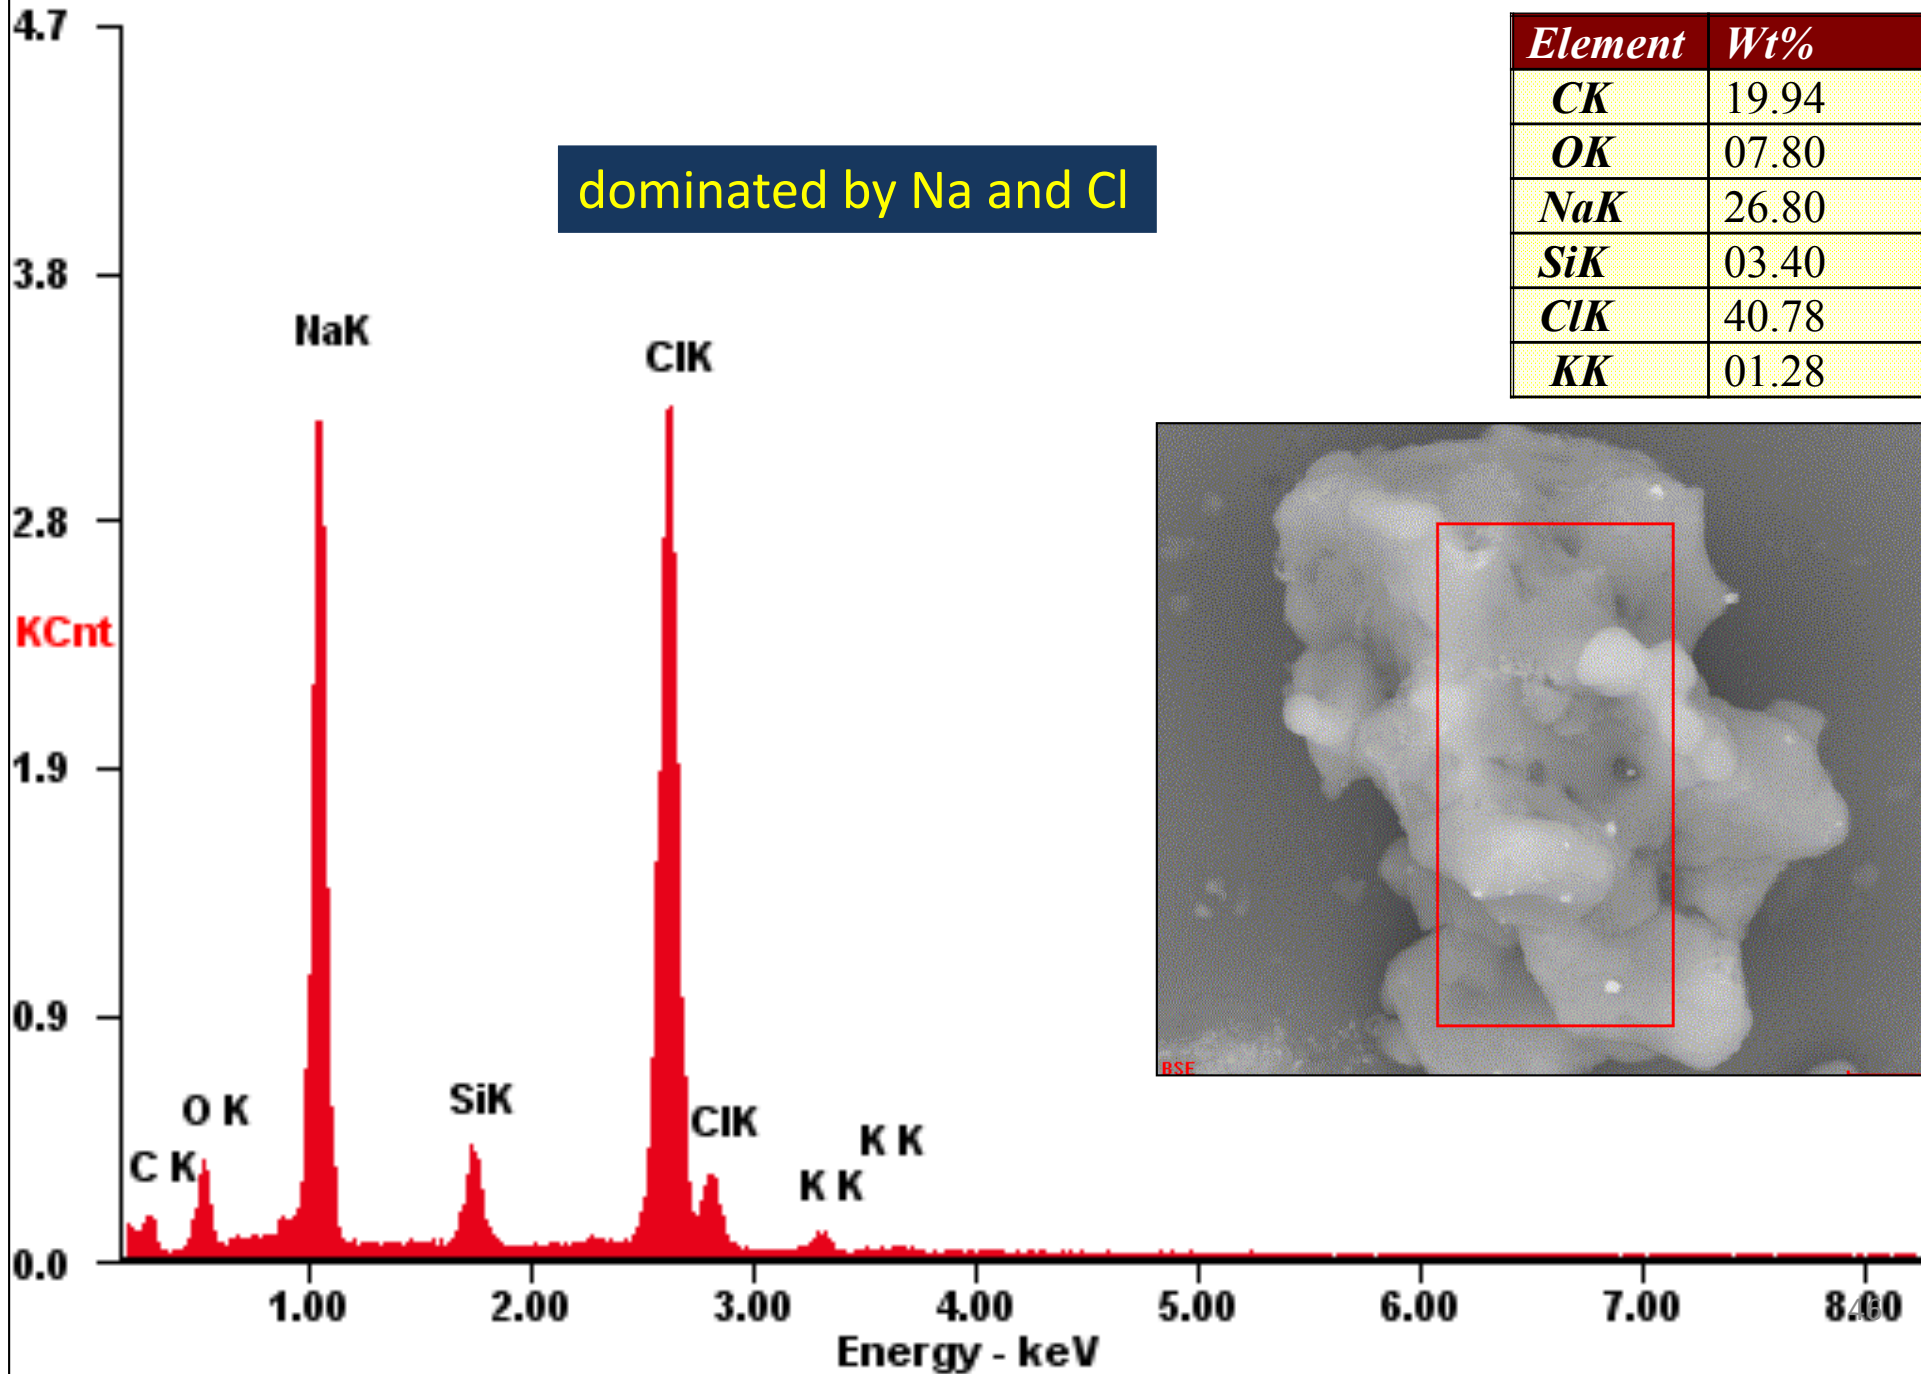 4.7
3.8
2.8
KCnt
1.9
0.9
0.0
dominated by Na and Cl
Element Wt%
CK 19.94
OK 07.80
NaK 26.80
SiK 03.40
ClK 40.78
KK 01.28
NaK
ClK
C K
O K
SiK
ClK
K K
K K
BSE
1.00 2.00 3.00 4.00 5.00 6.00 7.00 8.00
46
Energy - keV